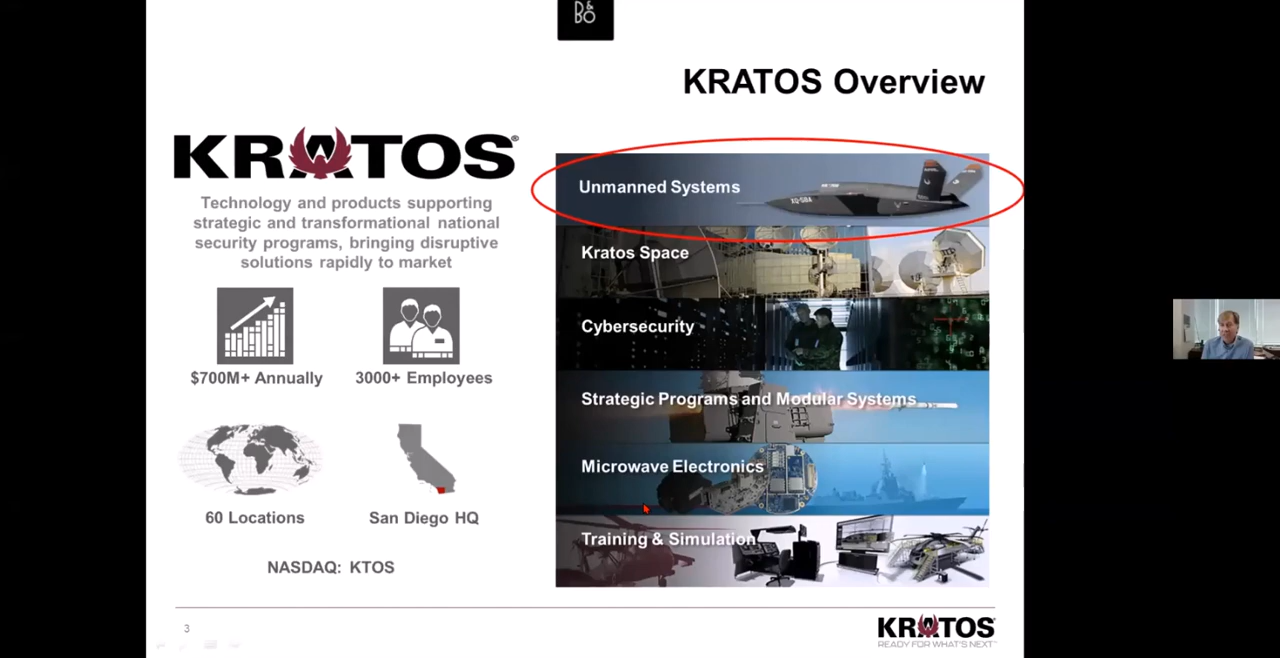 B&O
KRATOS Overview
KRATOS®
Technology and products supporting
strategic and transformational national
security programs, bringing disruptive
solutions rapidly to market
$700M+ Annually
3000+ Employees
60 Locations
San Diego HQ
NASDAQ: KTOS
Unmanned Systems
XQ-58A
Kratos Space
Cybersecurity
Strategic Programs and Modular Systems
Microwave Electronics
Training & Simulation
3
KRATOS
READY FOR WHAT'S NEXT™